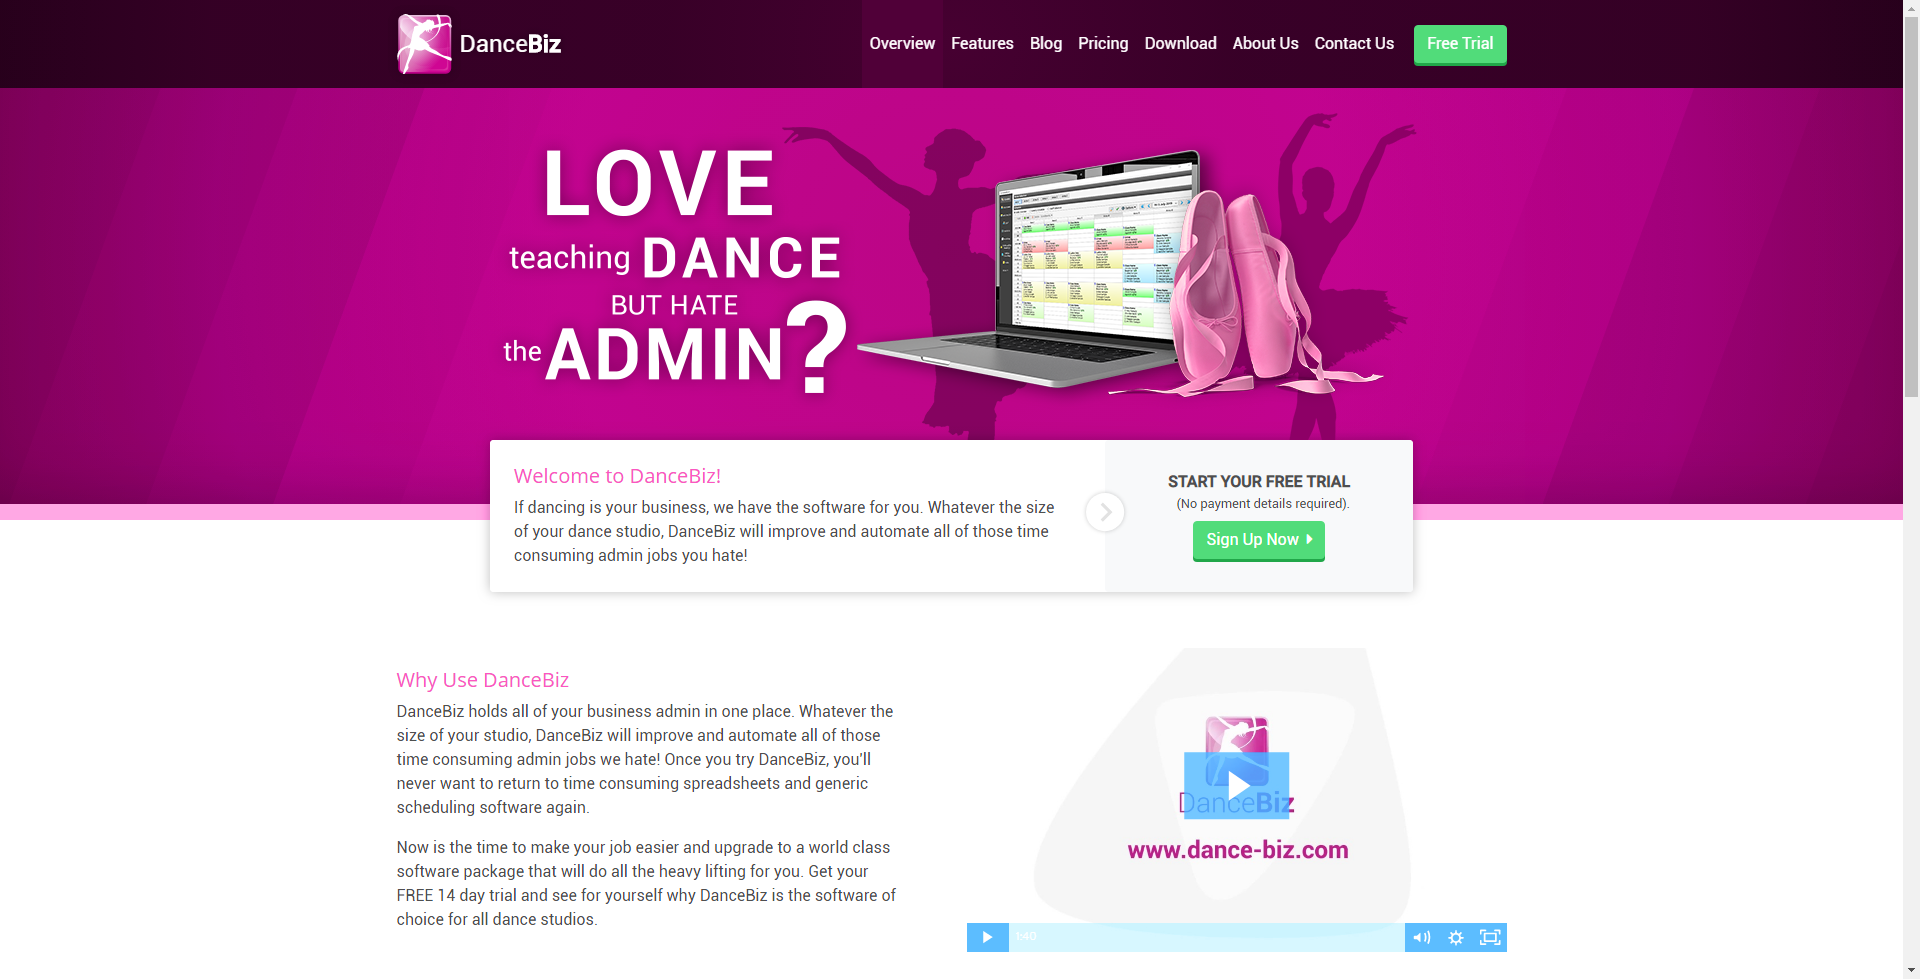 DanceBiz
Overview Features Blog Pricing Download About Us Contact Us Free Trial
LOVE
teaching DANCE
BUT HATE
the ADMIN?
Welcome to DanceBiz!
If dancing is your business, we have the software for you. Whatever the size
of your dance studio, DanceBiz will improve and automate all of those time
consuming admin jobs you hate!
START YOUR FREE TRIAL
(No payment details required).
Sign Up Now
Why Use DanceBiz
DanceBiz holds all of your business admin in one place. Whatever the
size of your studio, DanceBiz will improve and automate all of those
time consuming admin jobs we hate! Once you try DanceBiz, you'll
never want to return to time consuming spreadsheets and generic
scheduling software again.
Now is the time to make your job easier and upgrade to a world class
software package that will do all the heavy lifting for you. Get your
FREE 14 day trial and see for yourself why DanceBiz is the software of
choice for all dance studios.
DanceBiz
www.dance-biz.com
1:40